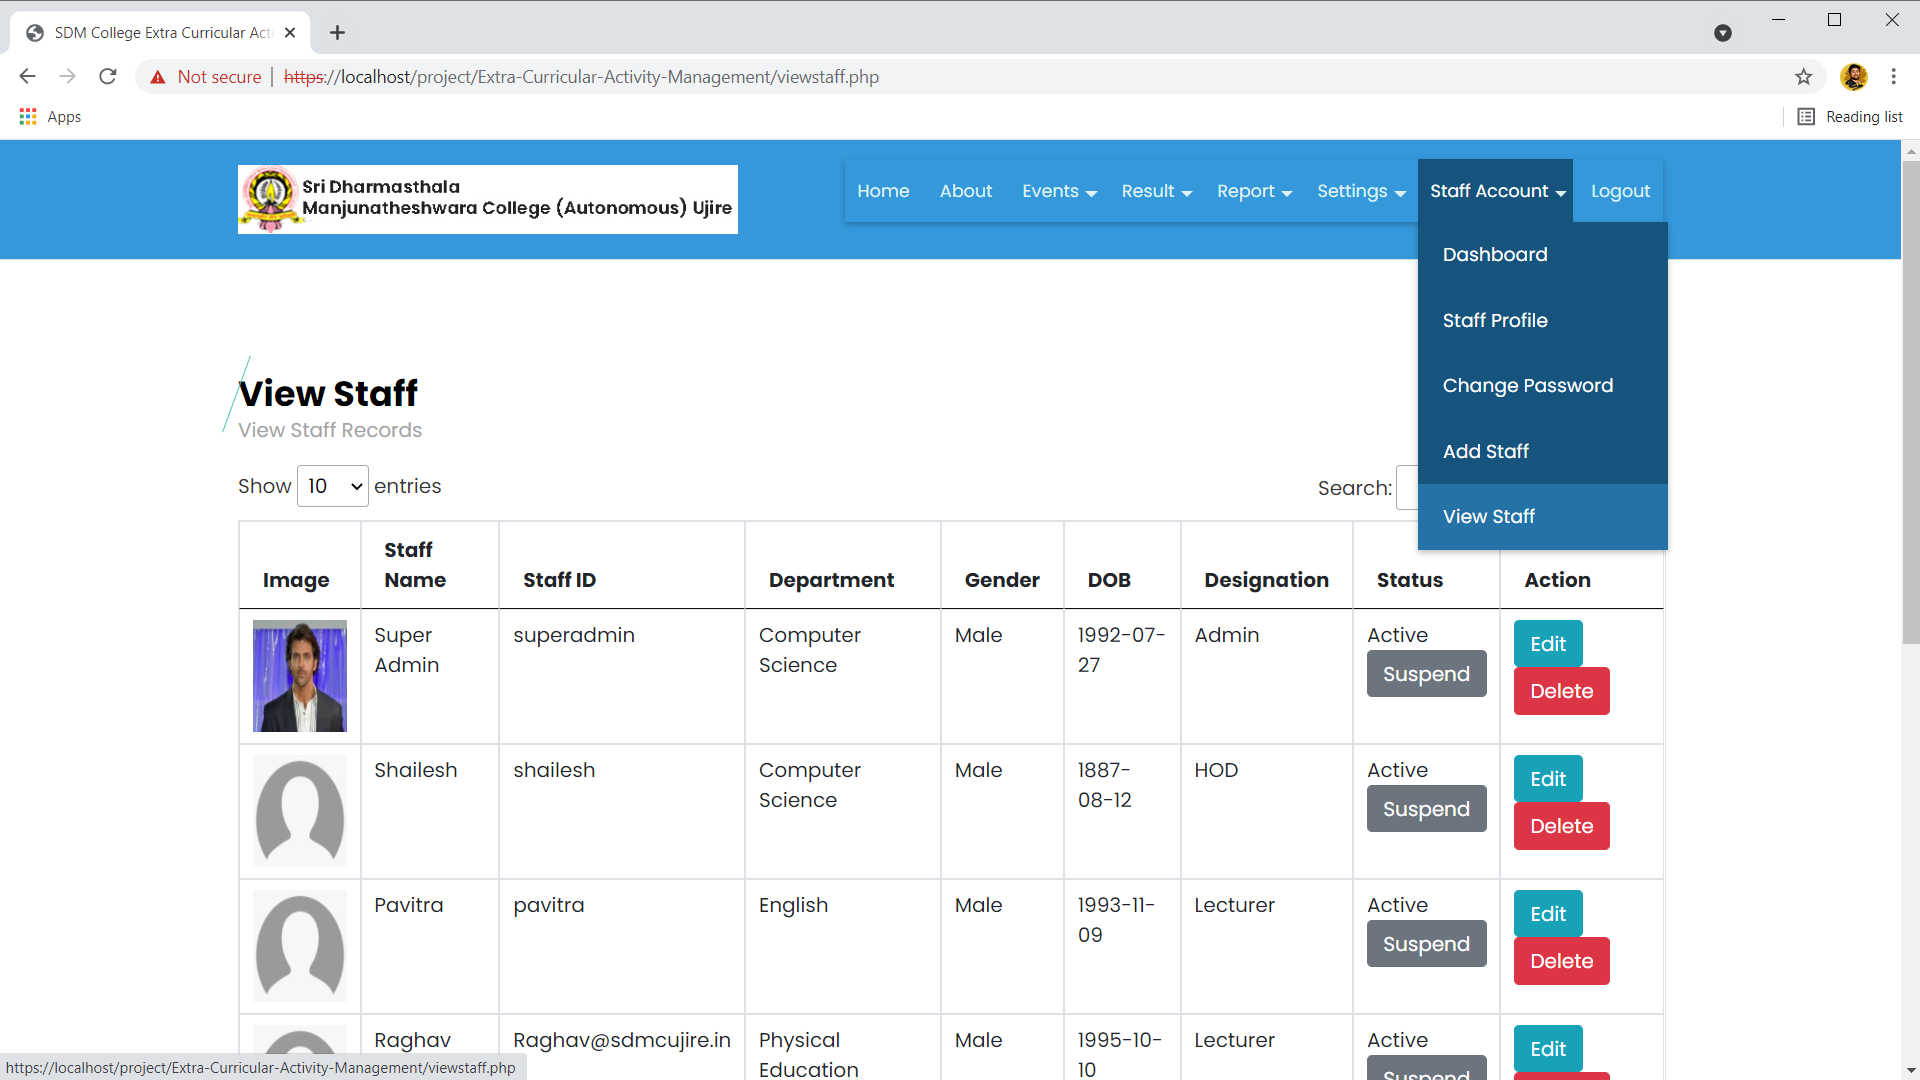 SDM College Extra Curricular Acti
Not secure
https://localhost/project/Extra-Curricular-Activity-Management/viewstaff.php
Apps
Reading list
Sri Dharmasthala
Manjunatheshwara College (Autonomous) Ujire
Home About Events Result Report Settings Staff Account Logout
Dashboard
Staff Profile
Change Password
Add Staff
View Staff
View Staff
View Staff Records
Show 10 entries
Search:
Image Staff Name Staff ID Department Gender DOB Designation Status Action
Super superadmin Computer Male 1992-07- Admin Active Edit
Admin Science 27 Suspend Delete
Shailesh shailesh Computer Male 1887- HOD Active Edit
Science 08-12 Suspend Delete
Pavitra pavitra English Male 1993-11- Lecturer Active Edit
09 Suspend Delete
Raghav Raghav@sdmcujire.in Physical Male 1995-10- Lecturer Active Edit
Education 10 Suspend
https://localhost/project/Extra-Curricular-Activity-Management/viewstaff.php